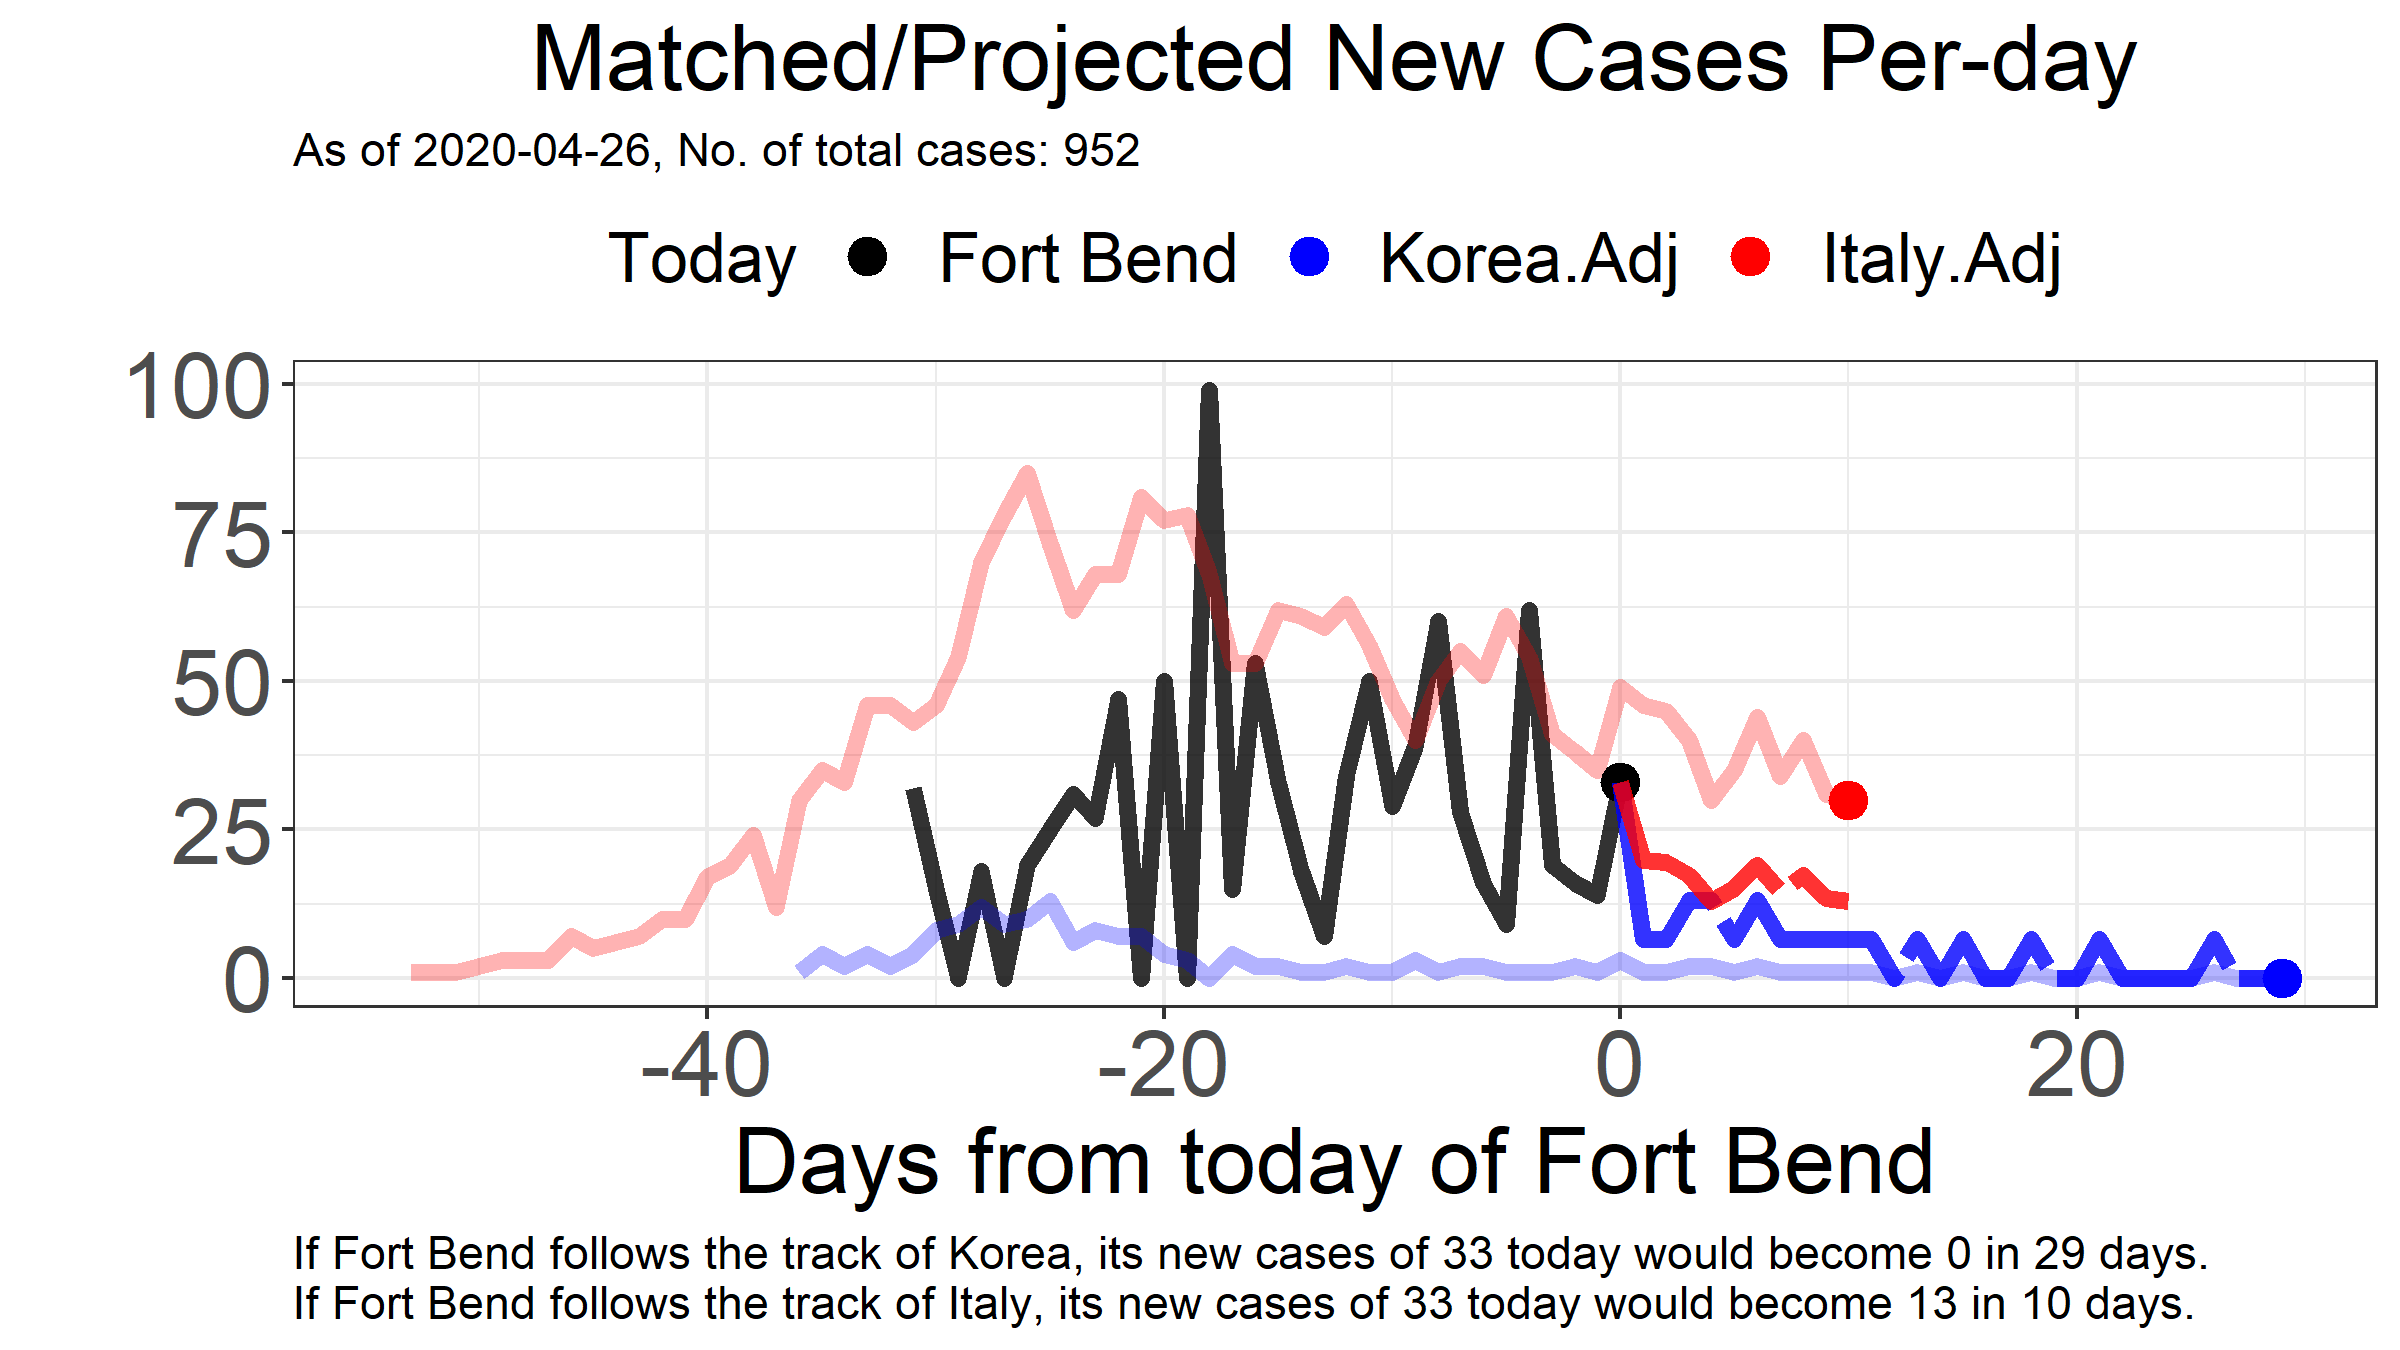 Matched/Projected New Cases Per-day
As of 2020-04-26, No. of total cases: 952
Today Fort Bend Korea.Adj Italy.Adj
100
75
50
25
0
-40 -20 0 20
Days from today of Fort Bend
If Fort Bend follows the track of Korea, its new cases of 33 today would become 0 in 29 days.
If Fort Bend follows the track of Italy, its new cases of 33 today would become 13 in 10 days.